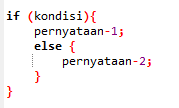 if (kondisi){
pernyataan-1;
else {
pernyataan-2;
}
}